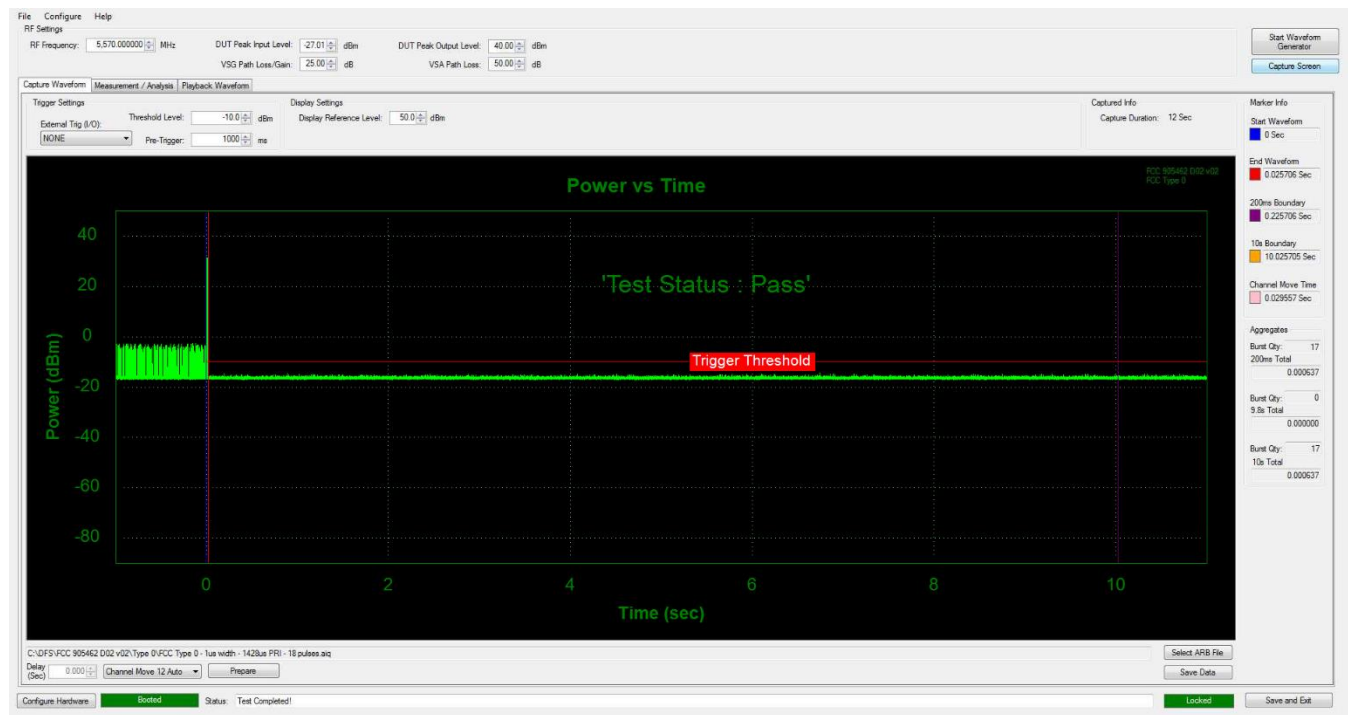 File Configure Help
RF Settings
RF Frequency: 5,570.000000 MHz DUT Peak Input Level: -27.01 dBm DUT Peak Output Level: 40.00 dBm
VSG Path Loss/Gain: 25.00 dB VSA Path Loss: 50.00 dB
Start Waveform Generator
Capture Screen
Capture Waveform Measurement / Analysis Playback Waveform
Trigger Settings
External Trig (I/O): Threshold Level: -10.0 dBm
NONE Pre-Trigger: 1000 ms
Display Settings
Display Reference Level: 50.0 dBm
Captured Info
Capture Duration: 12 Sec
Marker Info
Start Waveform
0 Sec
End Waveform
0.025706 Sec
200ms Boundary
0.225706 Sec
10s Boundary
10.025705 Sec
Channel Move Time
0.029557 Sec
Aggregates
Burst Qty: 17
200ms Total
0.000637
Burst Qty: 0
9.8s Total
0.000000
Burst Qty: 17
10s Total
0.000637
FCC 905462 D02 v02
FCC Type 0
Power vs Time
'Test Status : Pass'
Trigger Threshold
Power (dBm)
40
20
0
-20
-40
-60
-80
0 2 4 6 8 10
Time (sec)
C:\DFS\FCC 905462 D02 v02\Type 0\FCC Type 0 - 1us width - 1428us PRI - 18 pulses.aiq
Select ARB File
Delay (Sec) 0.000 Channel Move 12 Auto Prepare
Save Data
Configure Hardware Booted Status: Test Completed! Locked Save and Exit